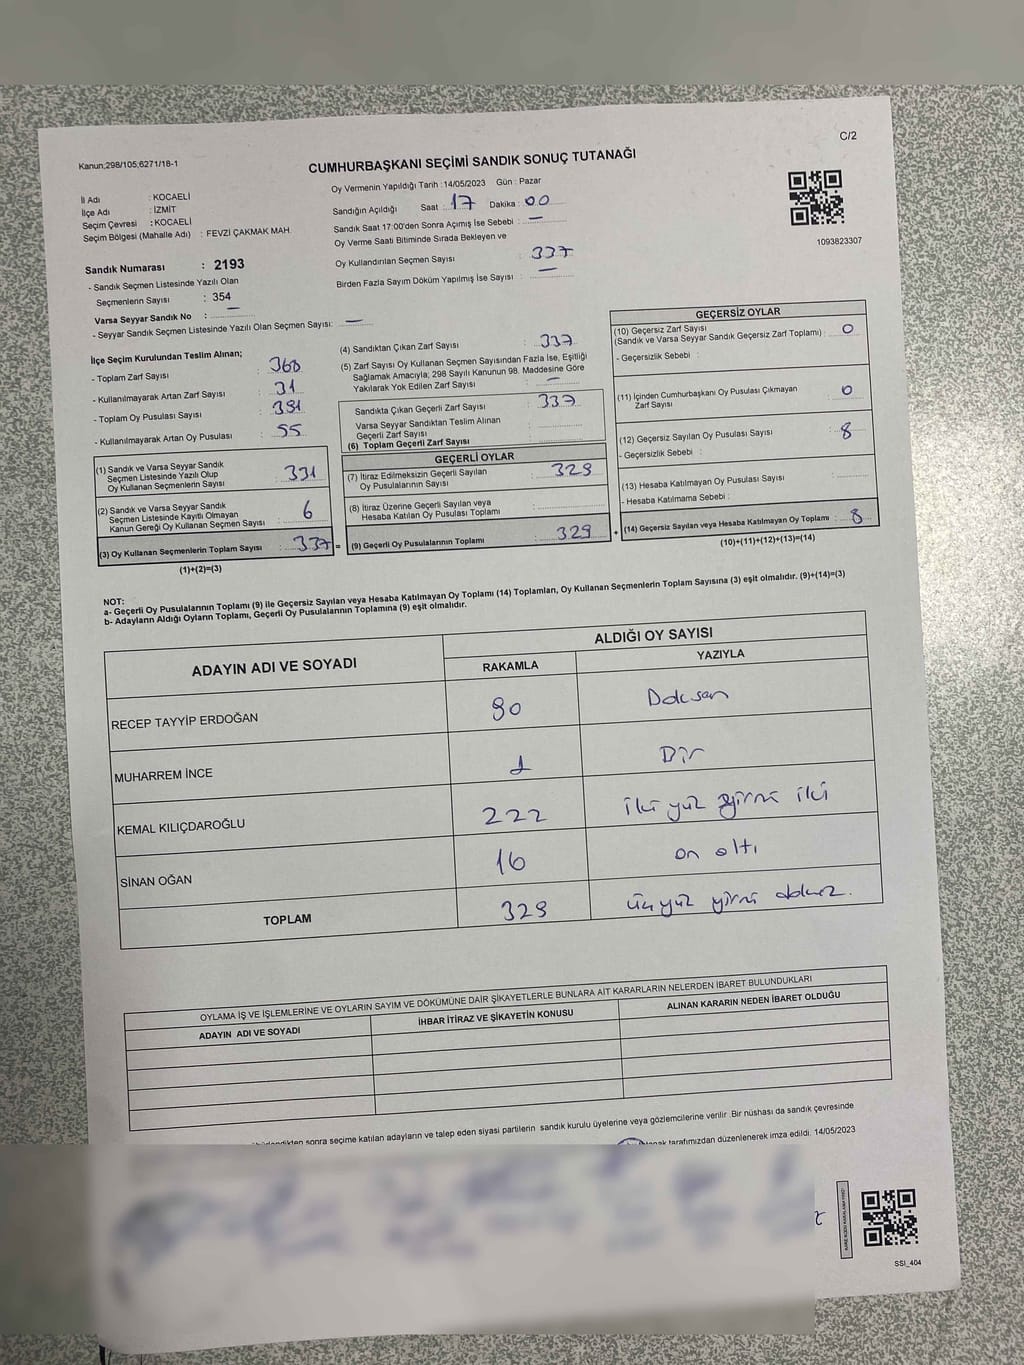 C/2
Kanun;298/105;6271/18-1
CUMHURBAŞKANI SEÇİMİ SANDIK SONUÇ TUTANAĞI
İl Adı : KOCAELİ
İlçe Adı : İZMİT
Seçim Çevresi : KOCAELİ
Seçim Bölgesi (Mahalle Adı) : FEVZİ ÇAKMAK MAH.
Sandık Numarası : 2193
- Sandık Seçmen Listesinde Yazılı Olan
Seçmenlerin Sayısı : 354
Varsa Seyyar Sandık No : —
- Seyyar Sandık Seçmen Listesinde Yazılı Olan Seçmen Sayısı: —
Oy Vermenin Yapıldığı Tarih :14/05/2023 Gün : Pazar
Sandığın Açıldığı Saat : 17 Dakika : 00
Sandık Saat 17:00'den Sonra Açımış İse Sebebi : —
Oy Verme Saati Bitiminde Sırada Bekleyen ve
Oy Kullandırılan Seçmen Sayısı : 337
Birden Fazla Sayım Döküm Yapılmış İse Sayısı : —
1093823307
İlçe Seçim Kurulundan Teslim Alınan;
- Toplam Zarf Sayısı : 368
- Kullanılmayarak Artan Zarf Sayısı : 31
- Toplam Oy Pusulası Sayısı : 391
- Kullanılmayarak Artan Oy Pusulası : 55
(1) Sandık ve Varsa Seyyar Sandık
Seçmen Listesinde Yazılı Olup
Oy Kullanan Seçmenlerin Sayısı : 331
(2) Sandık ve Varsa Seyyar Sandık
Seçmen Listesinde Kayıtlı Olmayan
Kanun Gereği Oy Kullanan Seçmen Sayısı : 6
(3) Oy Kullanan Seçmenlerin Toplam Sayısı : 337 =
(1)+(2)=(3)
(4) Sandıktan Çıkan Zarf Sayısı : 337
(5) Zarf Sayısı Oy Kullanan Seçmen Sayısından Fazla İse, Eşitliği
Sağlamak Amacıyla; 298 Sayılı Kanunun 98. Maddesine Göre
Yakılarak Yok Edilen Zarf Sayısı : —
Sandıkta Çıkan Geçerli Zarf Sayısı : 337
Varsa Seyyar Sandıktan Teslim Alınan
Geçerli Zarf Sayısı :
(6) Toplam Geçerli Zarf Sayısı :
GEÇERLİ OYLAR
(7) İtiraz Edilmeksizin Geçerli Sayılan
Oy Pusulalarının Sayısı : 329
(8) İtiraz Üzerine Geçerli Sayılan veya
Hesaba Katılan Oy Pusulası Toplamı :
(9) Geçerli Oy Pusulalarının Toplamı : 329 +
GEÇERSİZ OYLAR
(10) Geçersiz Zarf Sayısı
(Sandık ve Varsa Seyyar Sandık Geçersiz Zarf Toplamı) : 0
- Geçersizlik Sebebi :
(11) İçinden Cumhurbaşkanı Oy Pusulası Çıkmayan
Zarf Sayısı : 0
(12) Geçersiz Sayılan Oy Pusulası Sayısı : 8
- Geçersizlik Sebebi :
(13) Hesaba Katılmayan Oy Pusulası Sayısı :
- Hesaba Katılmama Sebebi :
(14) Geçersiz Sayılan veya Hesaba Katılmayan Oy Toplamı : 8
(10)+(11)+(12)+(13)=(14)
NOT:
a- Geçerli Oy Pusulalarının Toplamı (9) ile Geçersiz Sayılan veya Hesaba Katılmayan Oy Toplamı (14) Toplamları, Oy Kullanan Seçmenlerin Toplam Sayısına (3) eşit olmalıdır. (9)+(14)=(3)
b- Adayların Aldığı Oyların Toplamı, Geçerli Oy Pusulalarının Toplamına (9) eşit olmalıdır.
ADAYIN ADI VE SOYADI ALDIĞI OY SAYISI
RAKAMLA YAZIYLA
RECEP TAYYİP ERDOĞAN 90 Doksan
MUHARREM İNCE 1 Bir
KEMAL KILIÇDAROĞLU 222 iki yüz yirmi iki
SİNAN OĞAN 16 on altı
TOPLAM 329 üç yüz yirmi dokuz.
OYLAMA İŞ VE İŞLEMLERİNE VE OYLARIN SAYIM VE DÖKÜMÜNE DAİR ŞİKAYETLERLE BUNLARA AİT KARARLARIN NELERDEN İBARET BULUNDUKLARI
ADAYIN ADI VE SOYADI İHBAR İTİRAZ VE ŞİKAYETİN KONUSU ALINAN KARARIN NEDEN İBARET OLDUĞU
sonra seçime katılan adayların ve talep eden siyasi partilerin sandık kurulu üyelerine veya gözlemcilerine verilir. Bir nüshası da sandık çevresinde
tarafımızdan düzenlenerek imza edildi. 14/05/2023
SSI_404